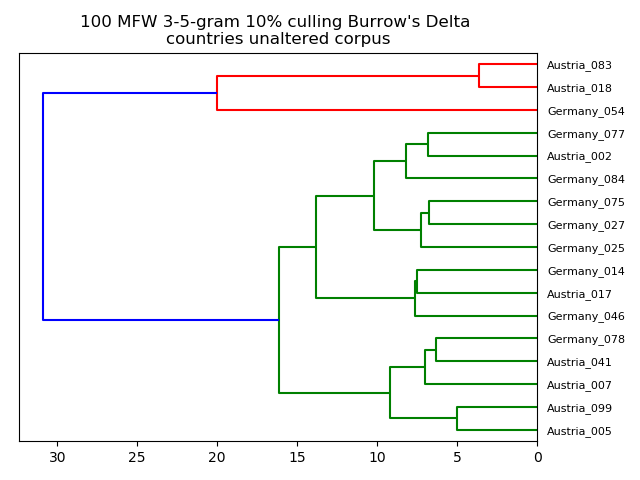 100 MFW 3-5-gram 10% culling Burrow's Delta
countries unaltered corpus
Austria_083
Austria_018
Germany_054
Germany_077
Austria_002
Germany_084
Germany_075
Germany_027
Germany_025
Germany_014
Austria_017
Germany_046
Germany_078
Austria_041
Austria_007
Austria_099
Austria_005
30 25 20 15 10 5 0